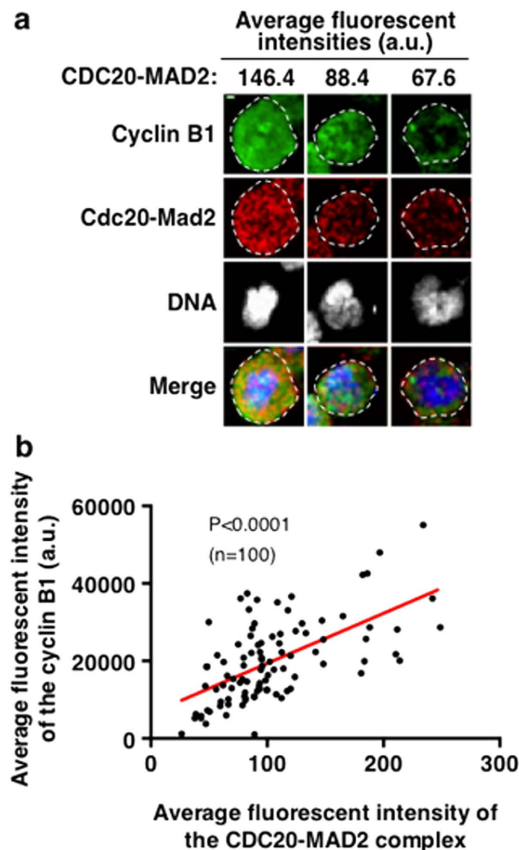 a
Average fluorescent
intensities (a.u.)
CDC20-MAD2: 146.4 88.4 67.6
Cyclin B1
Cdc20-Mad2
DNA
Merge
b
Average fluorescent intensity
of the cyclin B1 (a.u.)
60000
40000
20000
0
P<0.0001
(n=100)
0 100 200 300
Average fluorescent intensity of
the CDC20-MAD2 complex